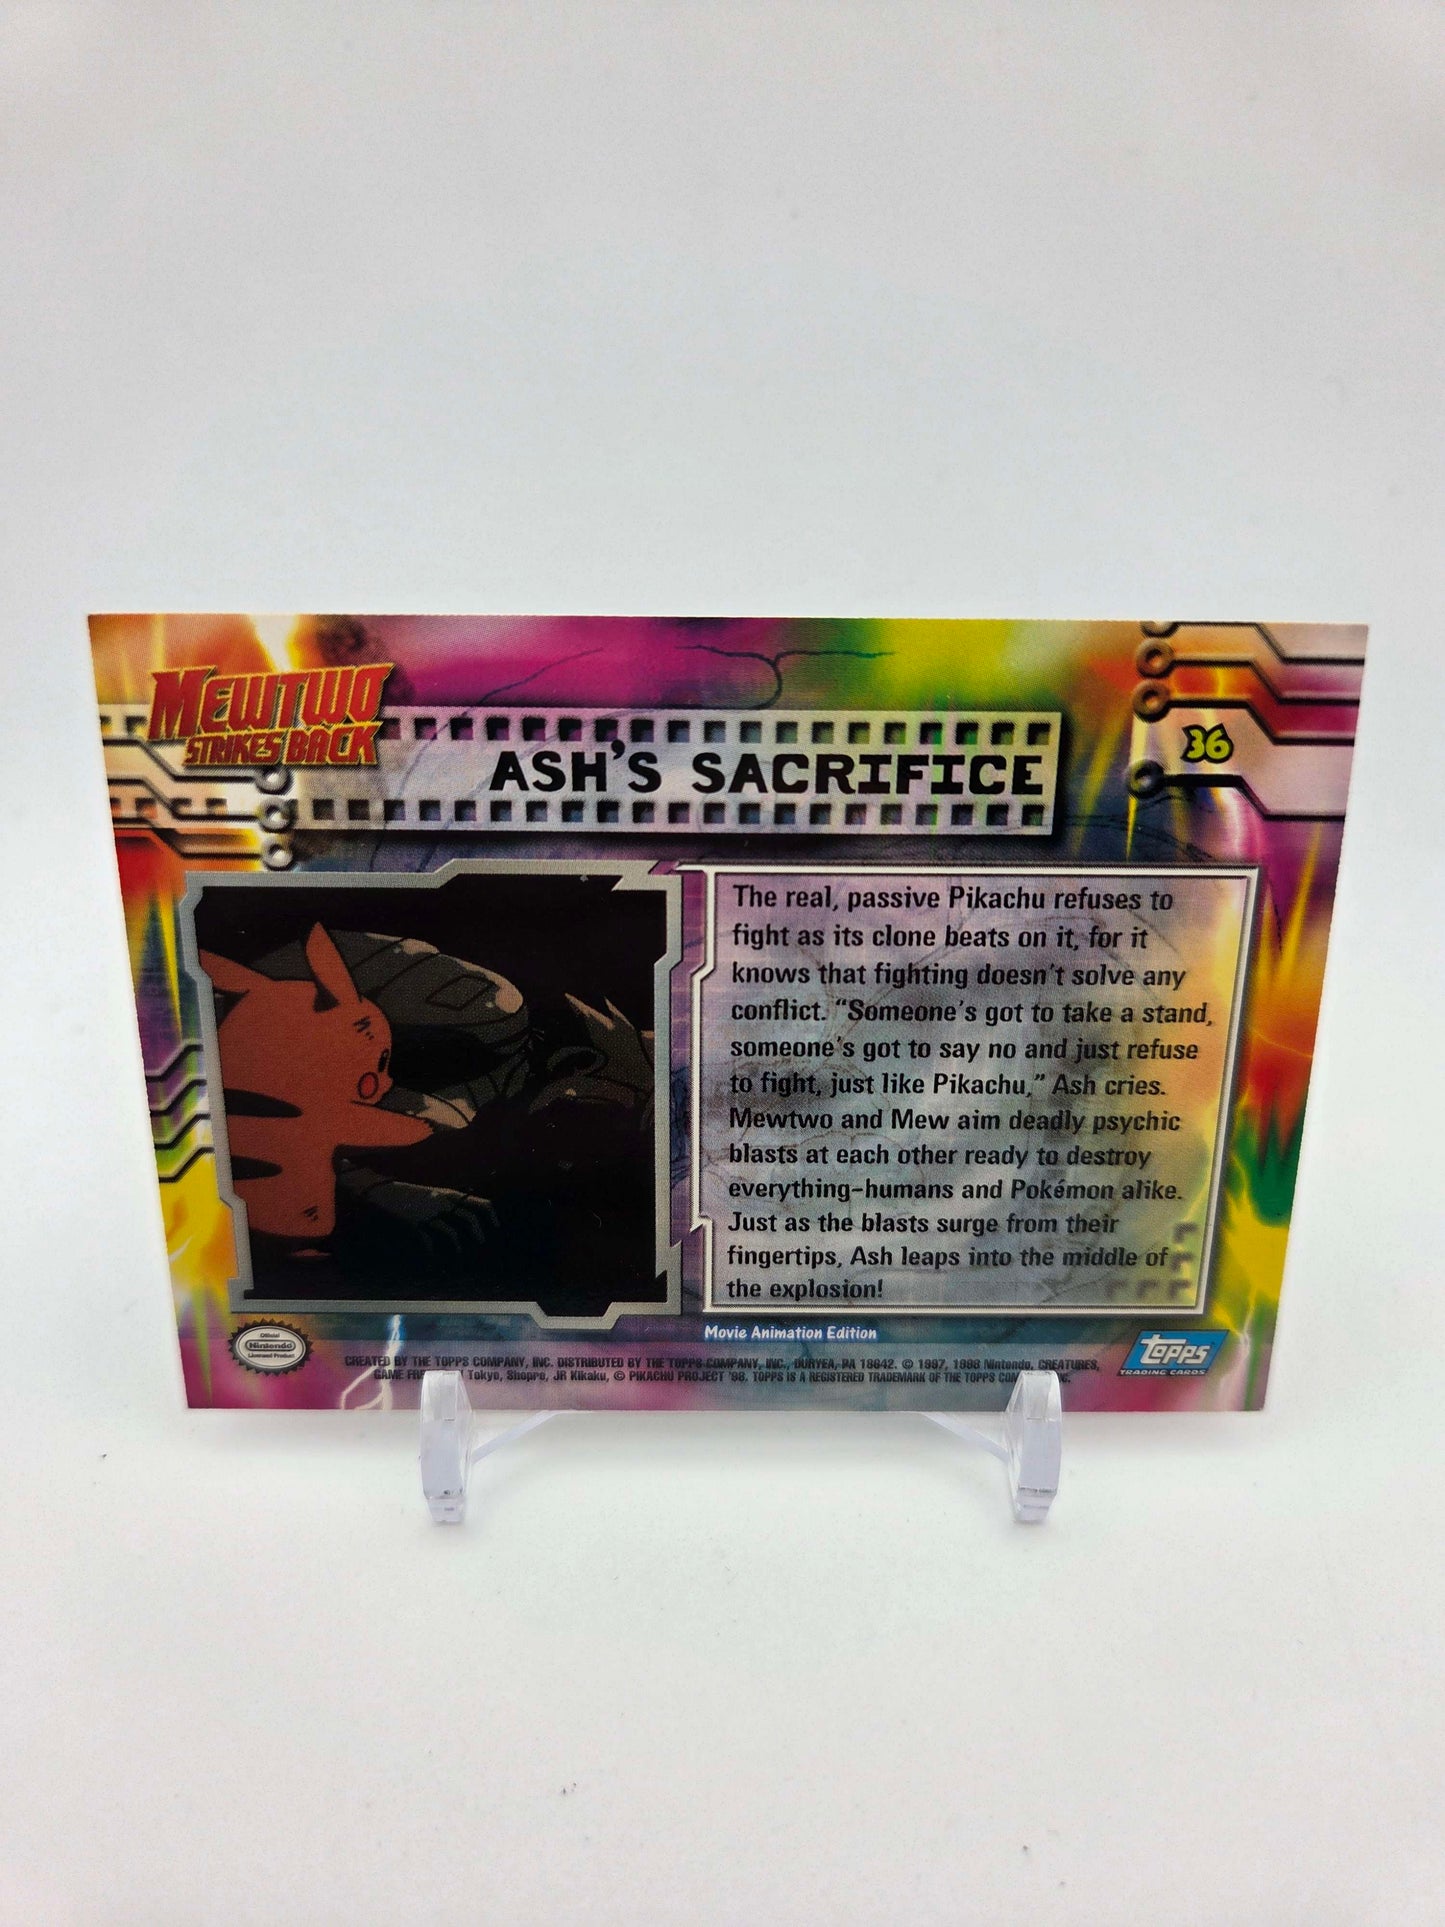 MEWTWO
STRIKES BACK
36
ASH'S SACRIFICE
The real, passive Pikachu refuses to
fight as its clone beats on it, for it
knows that fighting doesn't solve any
conflict. "Someone's got to take a stand,
someone's got to say no and just refuse
to fight, just like Pikachu," Ash cries.
Mewtwo and Mew aim deadly psychic
blasts at each other ready to destroy
everything-humans and Pokémon alike.
Just as the blasts surge from their
fingertips, Ash leaps into the middle of
the explosion!
Movie Animation Edition
Official
Nintendo
Licensed Product
CREATED BY THE TOPPS COMPANY, INC. DISTRIBUTED BY THE TOPPS COMPANY, INC., DURYEA, PA 18642. © 1997, 1998 Nintendo, CREATURES,
GAME Tokyo, Shopro, JR Kikaku, © PIKACHU PROJECT '98. TOPPS IS A REGISTERED TRADEMARK OF THE TOPPS
TOPPS
TRADING CARDS